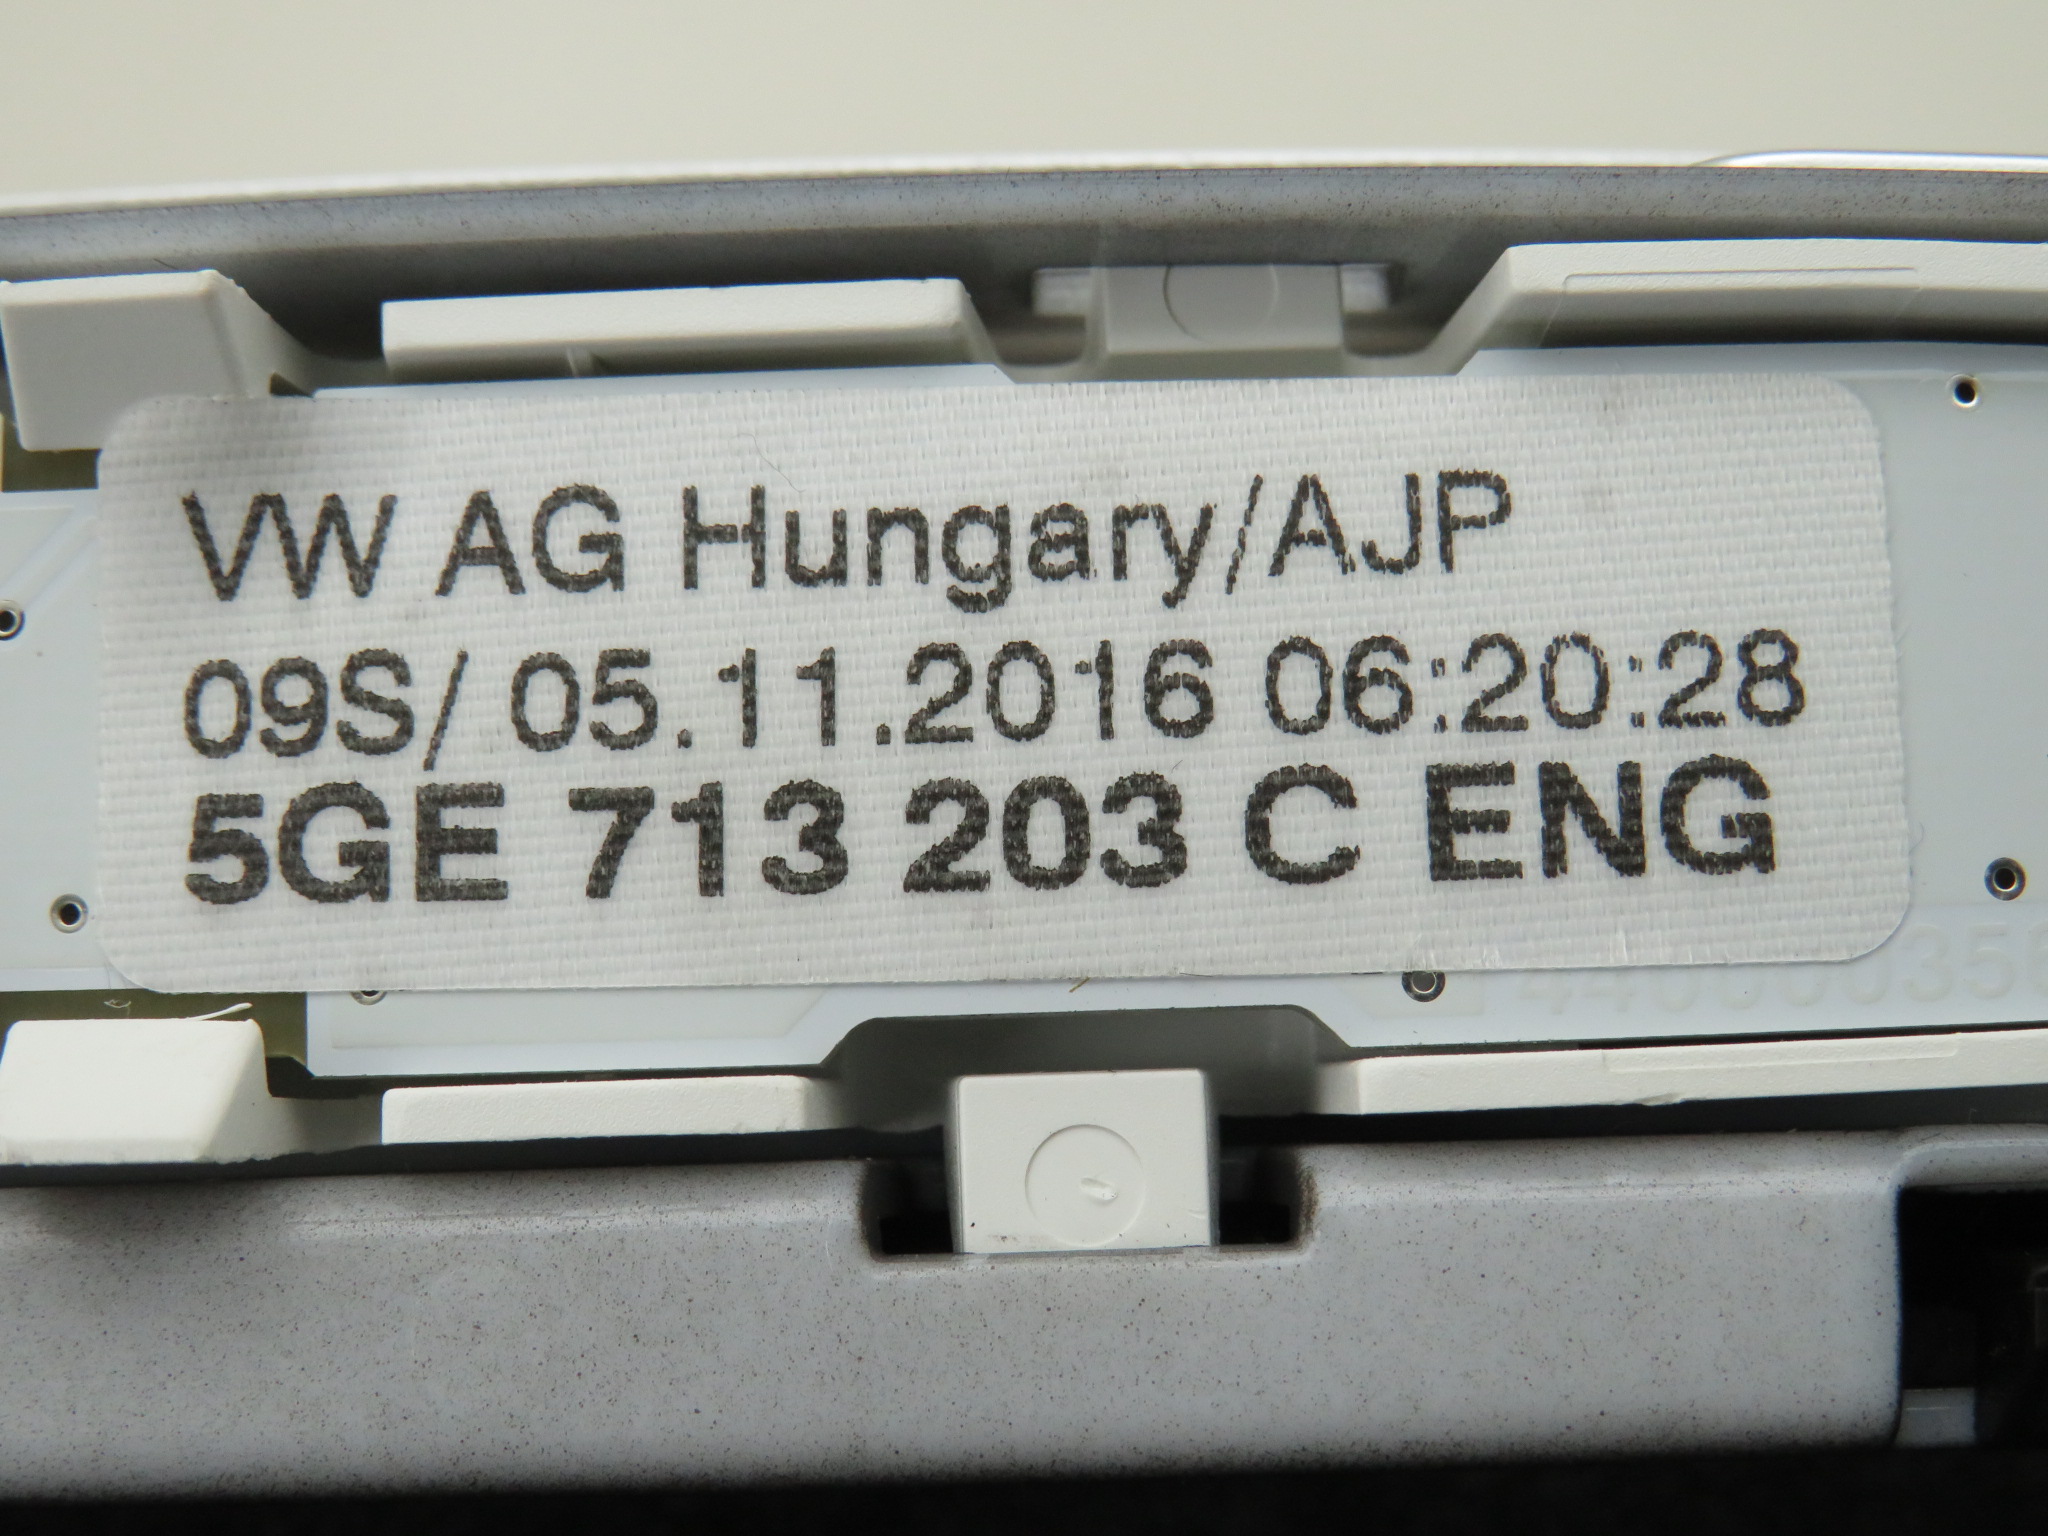 VW AG Hungary/AJP
09S/ 05.11.2016 06:20:28
5GE 713 203 C ENG